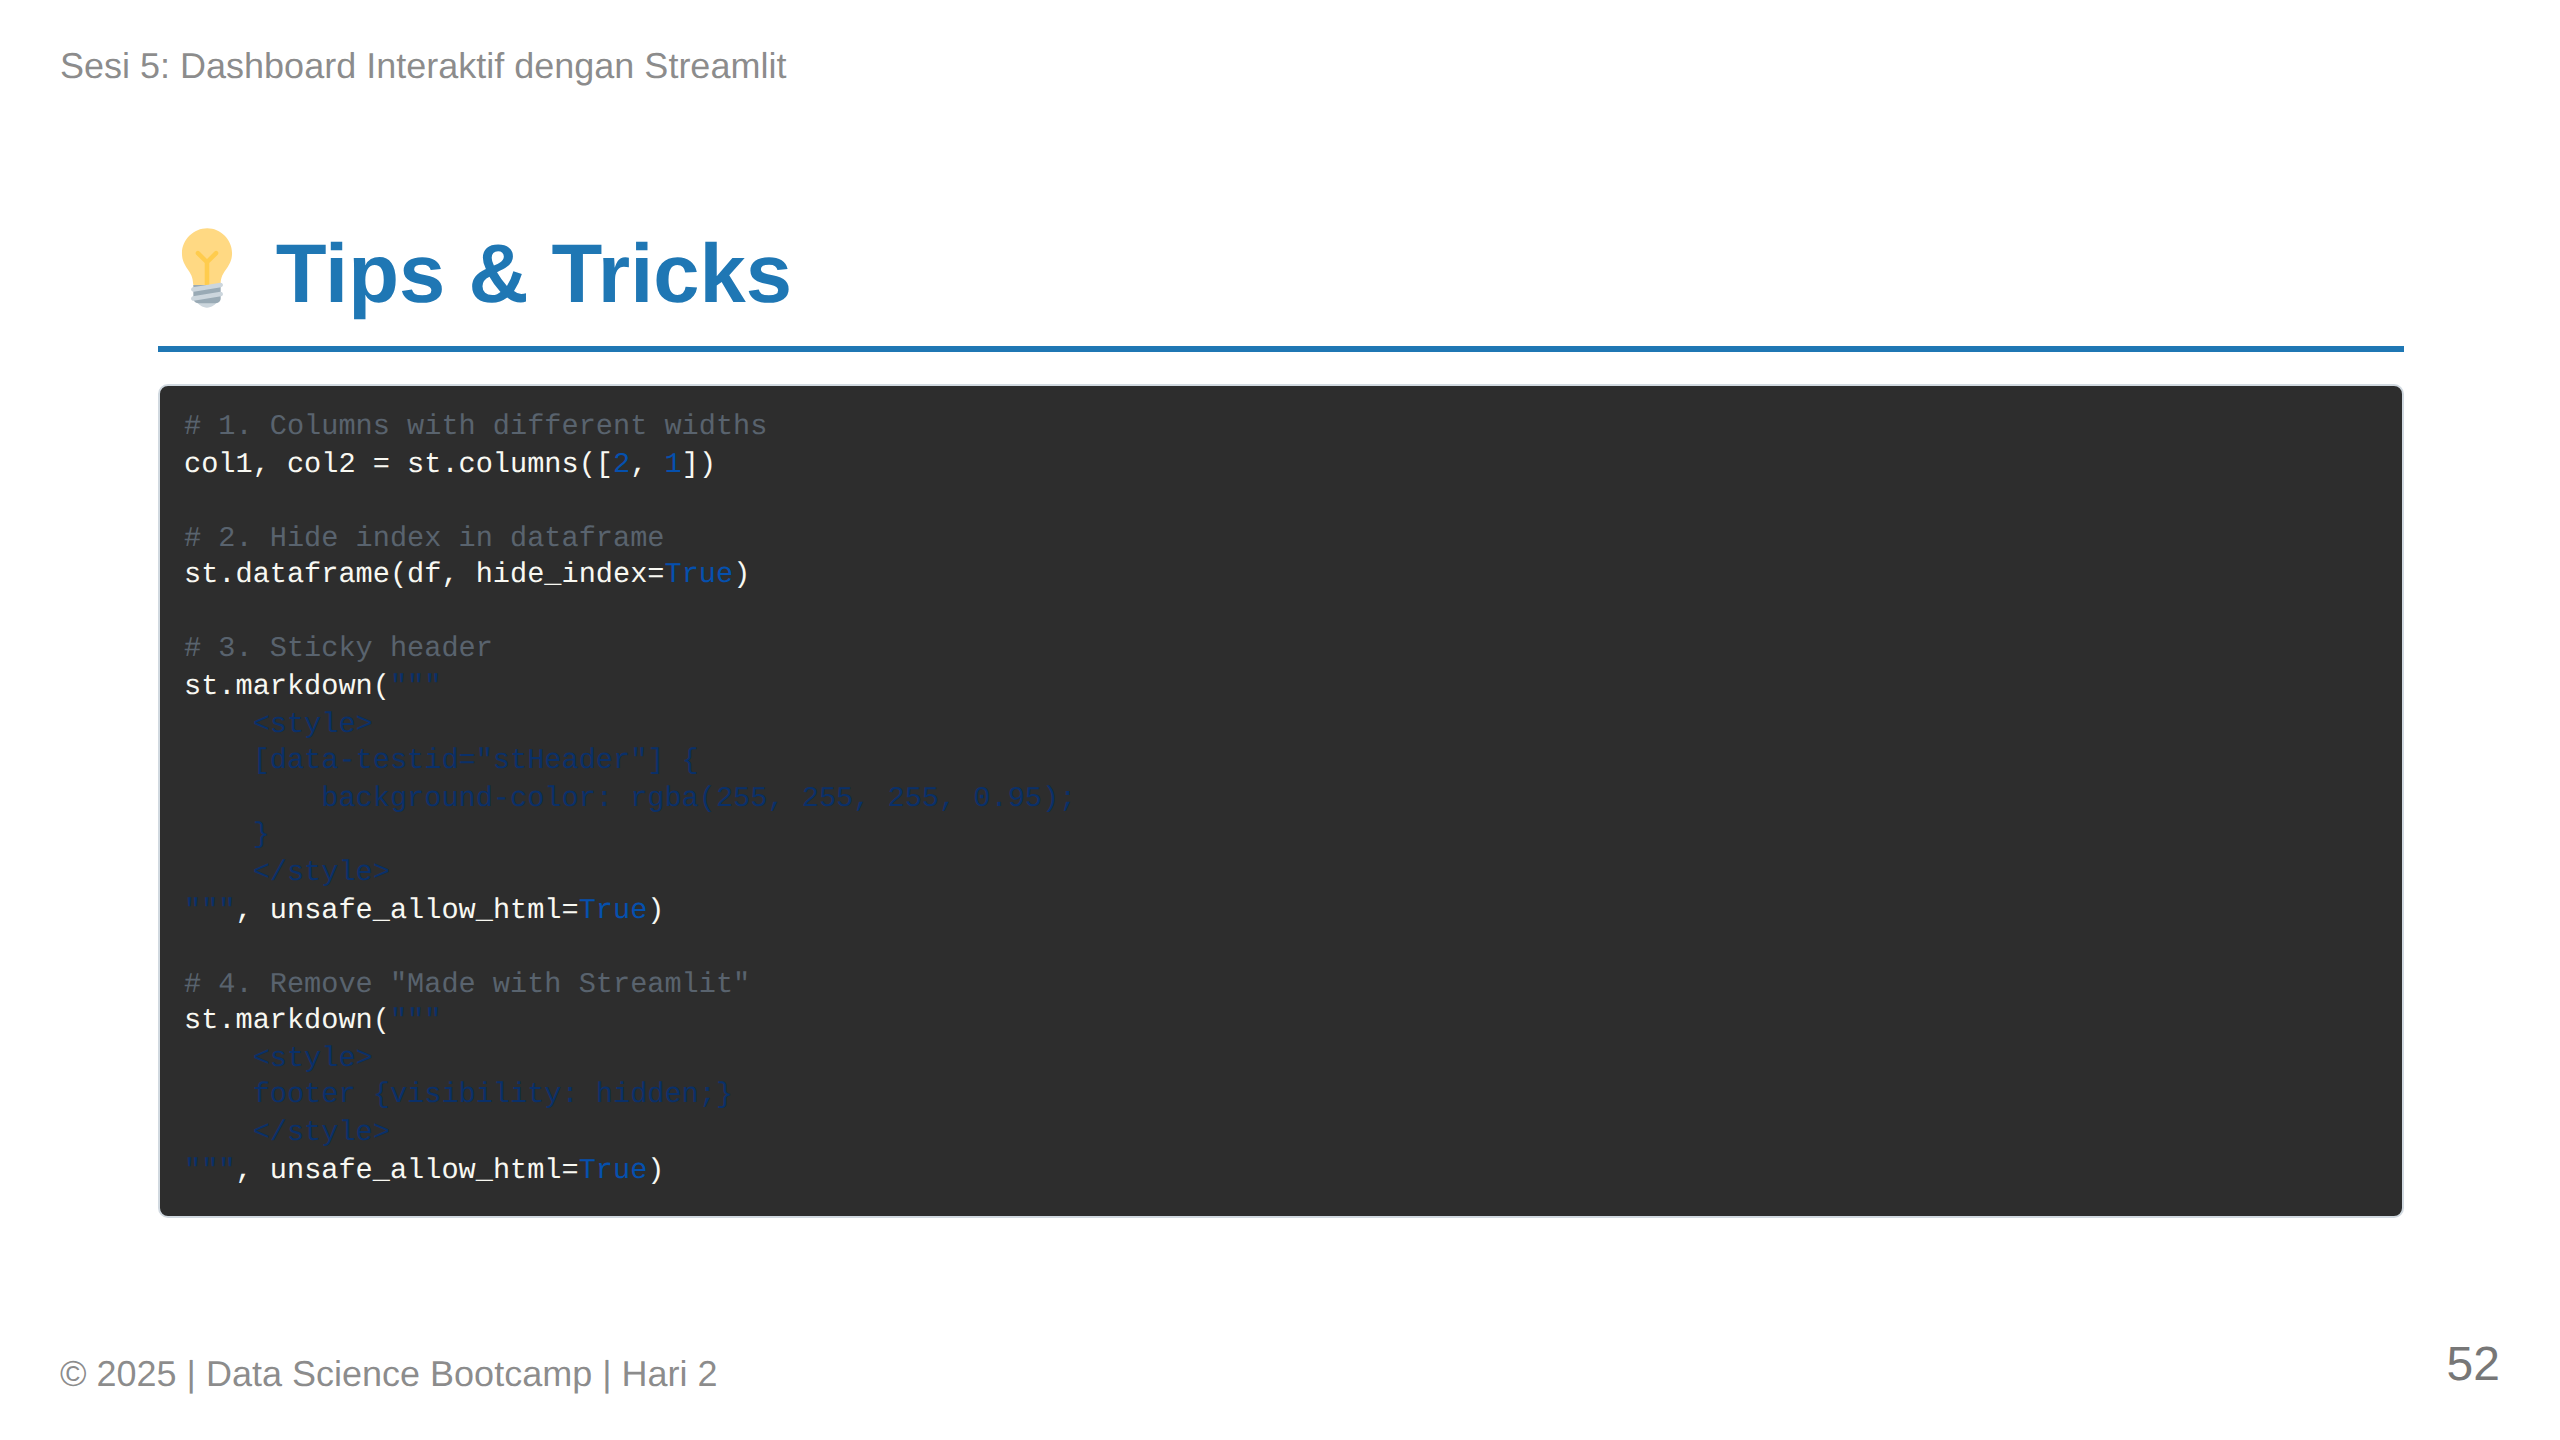 Sesi 5: Dashboard Interaktif dengan Streamlit
💡 Tips & Tricks
# 1. Columns with different widths
col1, col2 = st.columns([2, 1])

# 2. Hide index in dataframe
st.dataframe(df, hide_index=True)

# 3. Sticky header
st.markdown("""
    <style>
    [data-testid="stHeader"] {
        background-color: rgba(255, 255, 255, 0.95);
    }
    </style>
""", unsafe_allow_html=True)

# 4. Remove "Made with Streamlit"
st.markdown("""
    <style>
    footer {visibility: hidden;}
    </style>
""", unsafe_allow_html=True)
© 2025 | Data Science Bootcamp | Hari 2
52